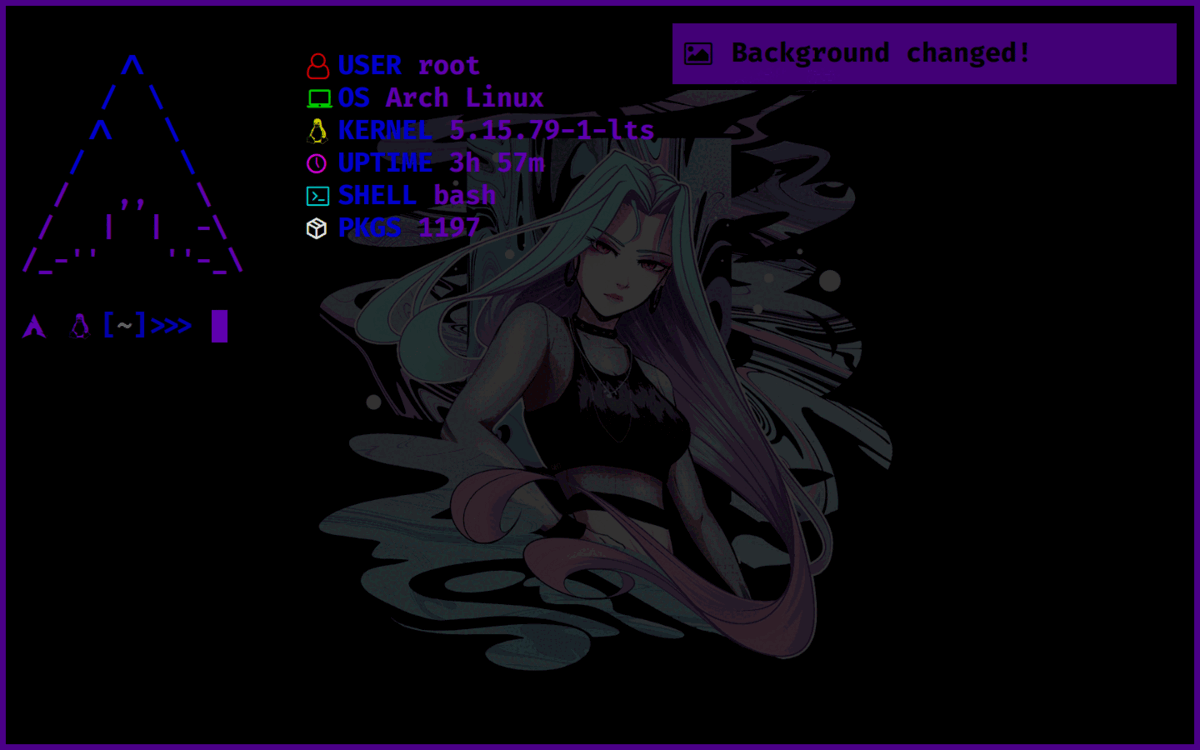 Background changed!
USER root
OS Arch Linux
KERNEL 5.15.79-1-lts
UPTIME 3h 57m
SHELL bash
PKGS 1197
[~]>>>